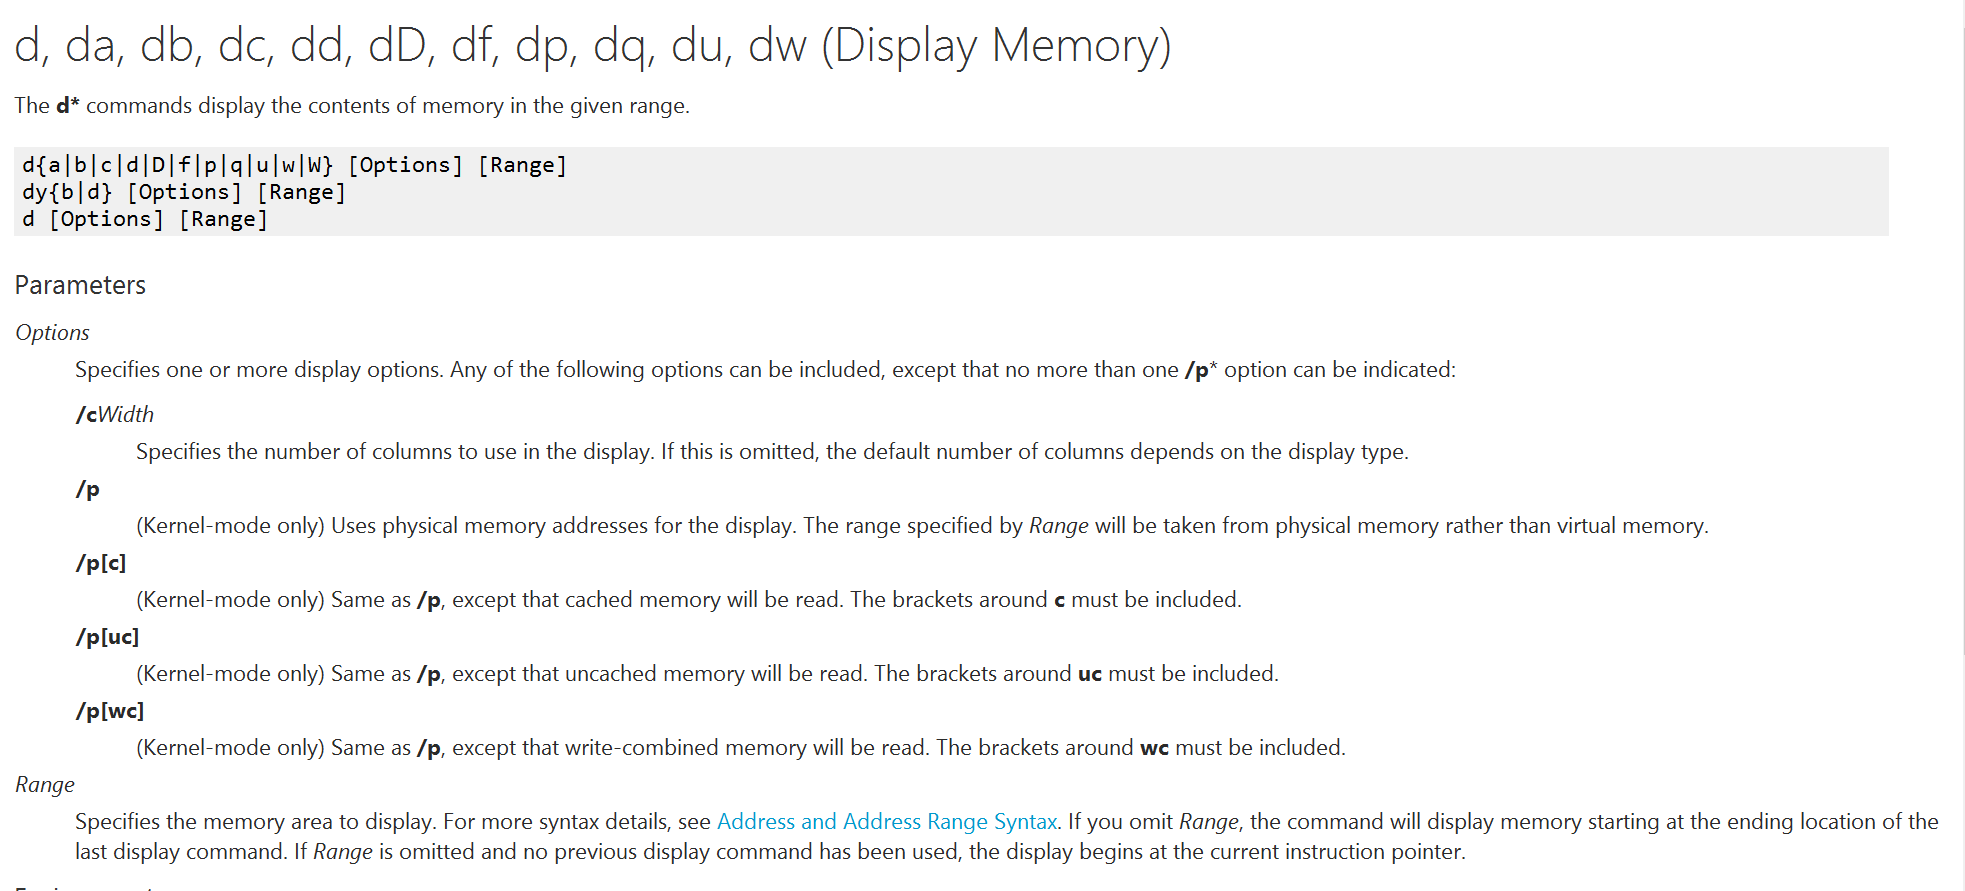 d, da, db, dc, dd, dD, df, dp, dq, du, dw (Display Memory)
The d* commands display the contents of memory in the given range.
d{a|b|c|d|D|f|p|q|u|w|W} [Options] [Range]
dy{b|d} [Options] [Range]
d [Options] [Range]
Parameters
Options
Specifies one or more display options. Any of the following options can be included, except that no more than one /p* option can be indicated:
/cWidth
Specifies the number of columns to use in the display. If this is omitted, the default number of columns depends on the display type.
/p
(Kernel-mode only) Uses physical memory addresses for the display. The range specified by Range will be taken from physical memory rather than virtual memory.
/p[c]
(Kernel-mode only) Same as /p, except that cached memory will be read. The brackets around c must be included.
/p[uc]
(Kernel-mode only) Same as /p, except that uncached memory will be read. The brackets around uc must be included.
/p[wc]
(Kernel-mode only) Same as /p, except that write-combined memory will be read. The brackets around wc must be included.
Range
Specifies the memory area to display. For more syntax details, see Address and Address Range Syntax. If you omit Range, the command will display memory starting at the ending location of the
last display command. If Range is omitted and no previous display command has been used, the display begins at the current instruction pointer.